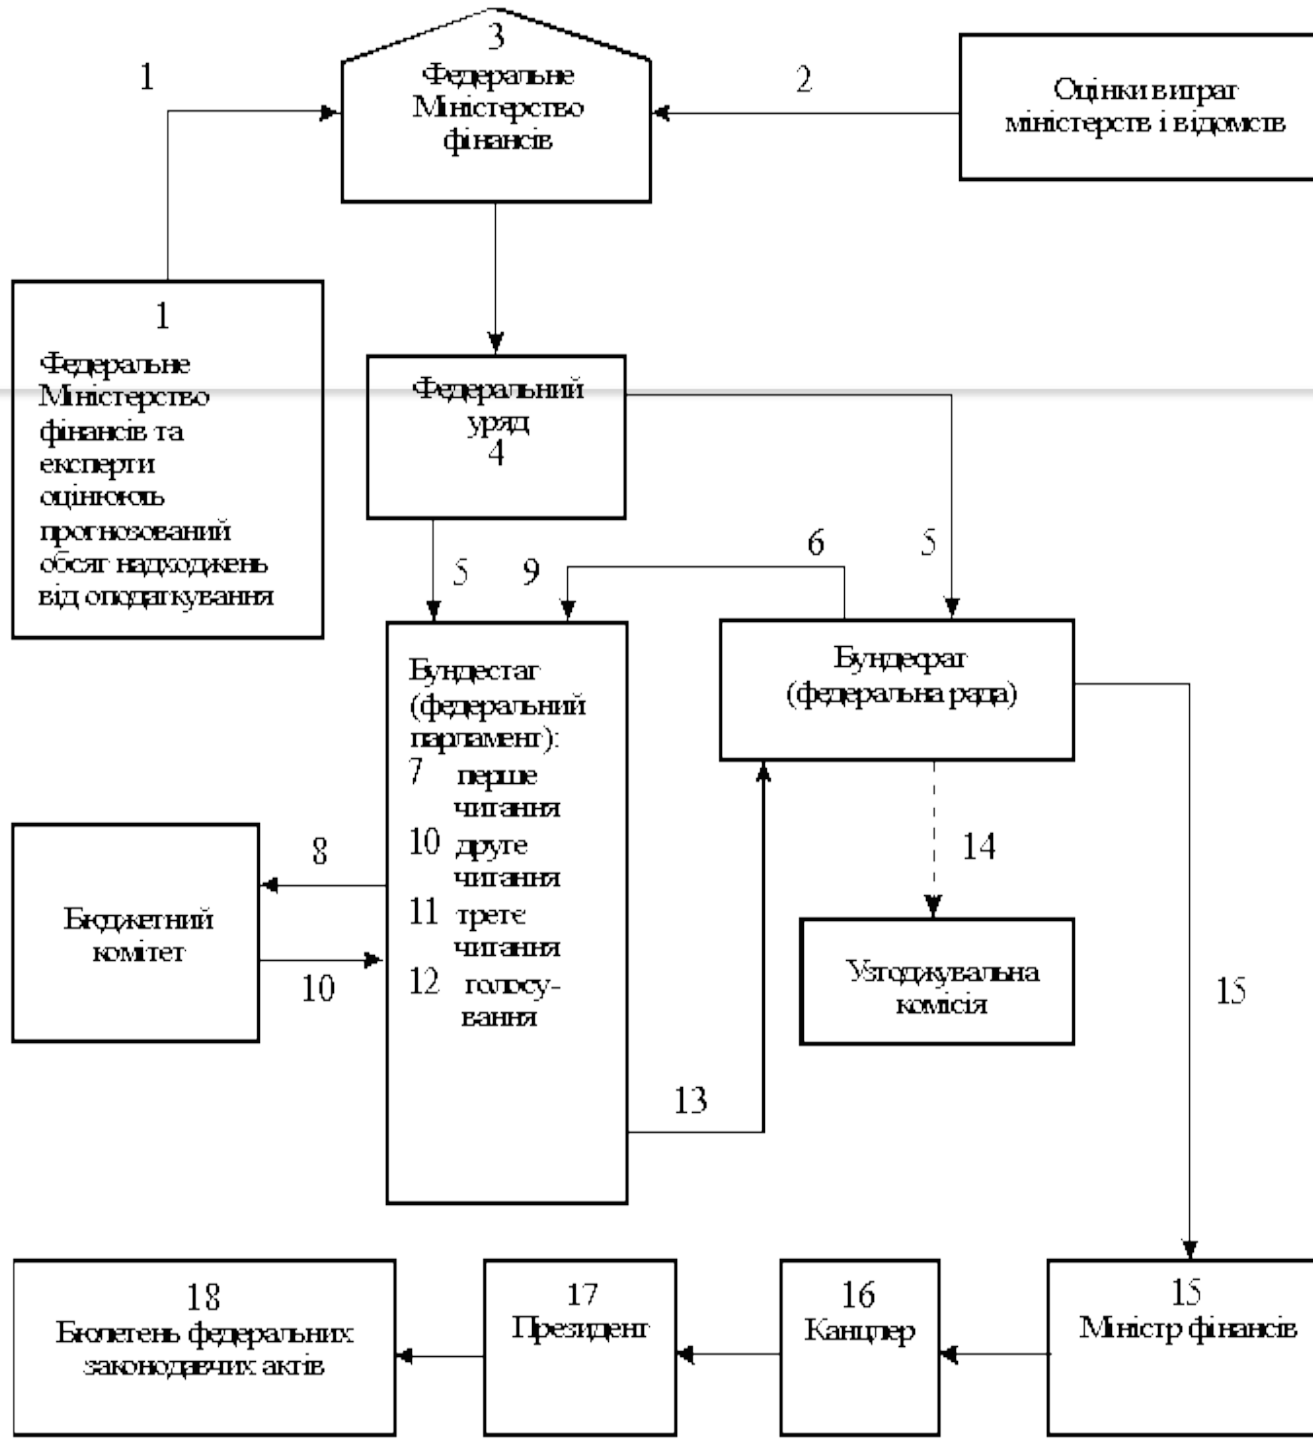 3
Федеральне
Міністерство
фінансів
1
2
Оцінки витрат
міністерств і відомств
1
Федеральне
Міністерство
фінансів та
експерти
оцінюють
прогнозований
обсяг надходжень
від оподаткування
Федеральний
уряд
4
5
9
6
5
Бундестаг
(федеральний
парламент):
7 перше
читання
10 друге
читання
11 третє
читання
12 голосу-
вання
Бундесрат
(федеральна рада)
8
Бюджетний
комітет
10
14
Узгоджувальна
комісія
15
13
18
Бюлетень федеральних
законодавчих актів
17
Президент
16
Канцлер
15
Міністр фінансів